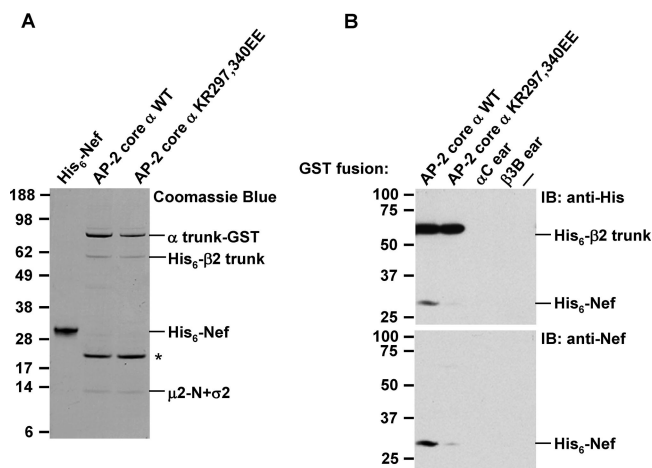 A
His6-Nef
AP-2 core α WT
AP-2 core α KR297,340EE
Coomassie Blue
188
98
62
49
38
28
17
14
6
α trunk-GST
His6-β2 trunk
His6-Nef
*
μ2-N+σ2
B
GST fusion:
AP-2 core α WT
AP-2 core α KR297,340EE
αC ear
β3B ear
—
IB: anti-His
100
75
50
37
25
His6-β2 trunk
His6-Nef
IB: anti-Nef
100
75
50
37
25
His6-Nef